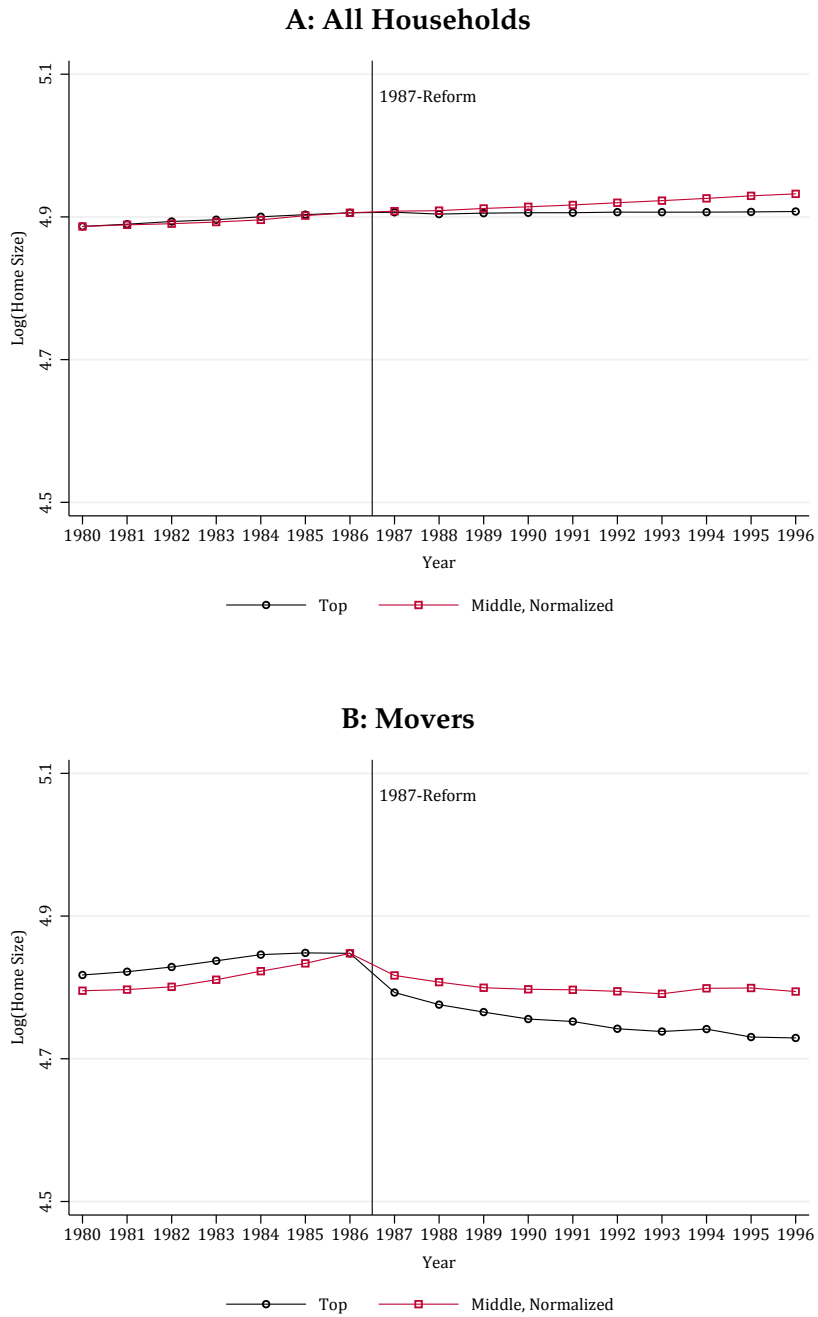 A: All Households
5.1
1987-Reform
4.9
Log(Home Size)
4.7
4.5
1980 1981 1982 1983 1984 1985 1986 1987 1988 1989 1990 1991 1992 1993 1994 1995 1996
Year
Top Middle, Normalized
B: Movers
5.1
1987-Reform
4.9
Log(Home Size)
4.7
4.5
1980 1981 1982 1983 1984 1985 1986 1987 1988 1989 1990 1991 1992 1993 1994 1995 1996
Year
Top Middle, Normalized